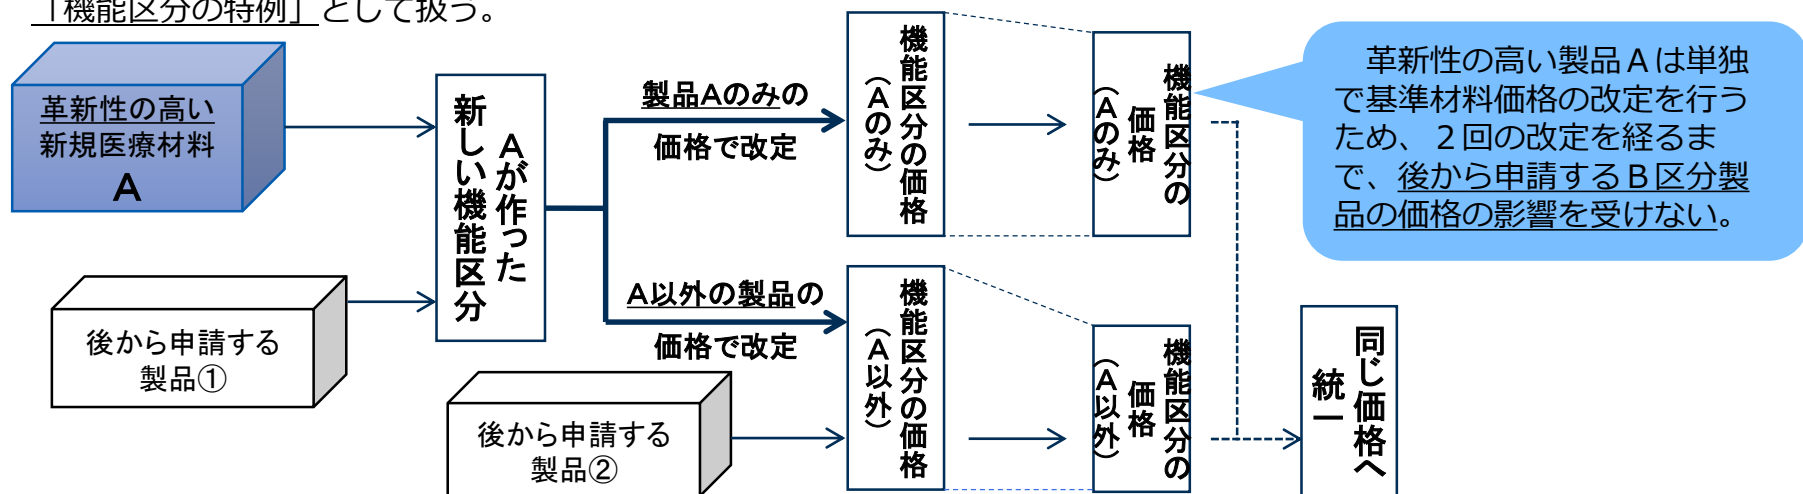 「機能区分の特例」として扱う。
革新性の高い
新規医療材料
A
後から申請する
製品①
Aが作った
新しい機能区分
製品Aのみの
価格で改定
A以外の製品の
価格で改定
後から申請する
製品②
機能区分の価格
（Aのみ）
機能区分の
価格
（Aのみ）
機能区分の価格
（A以外）
機能区分の
価格
（A以外）
革新性の高い製品Aは単独
で基準材料価格の改定を行う
ため、２回の改定を経るま
で、後から申請するB区分製
品の価格の影響を受けない。
同じ価格へ
統一